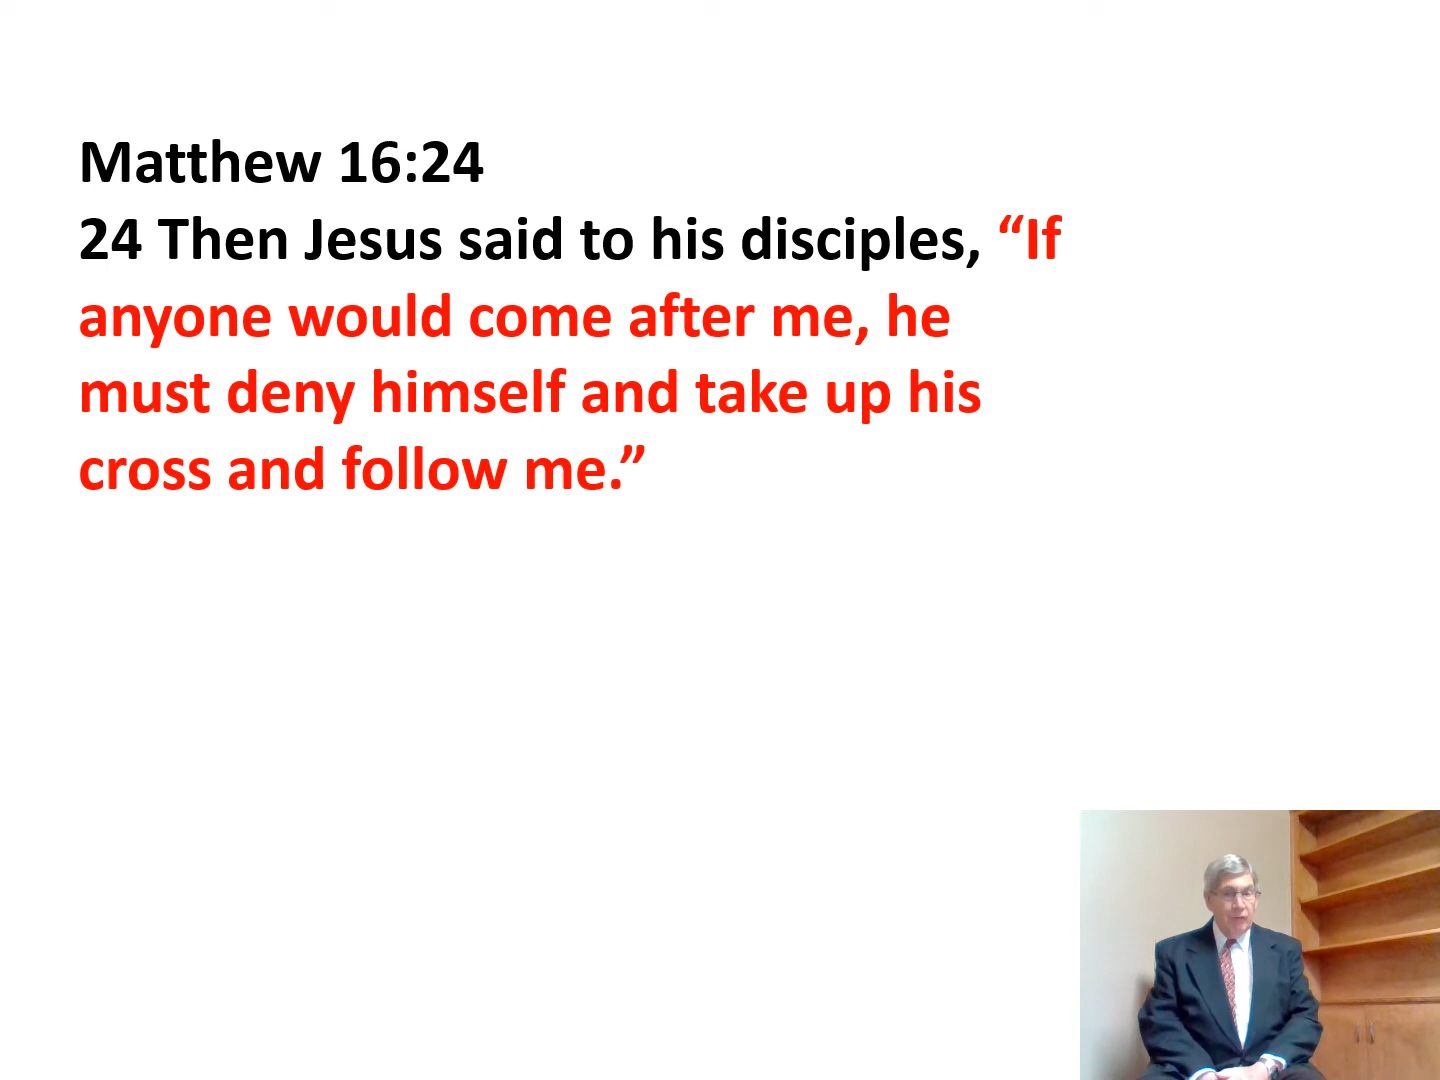 Matthew 16:24
24 Then Jesus said to his disciples, “If
anyone would come after me, he
must deny himself and take up his
cross and follow me.”